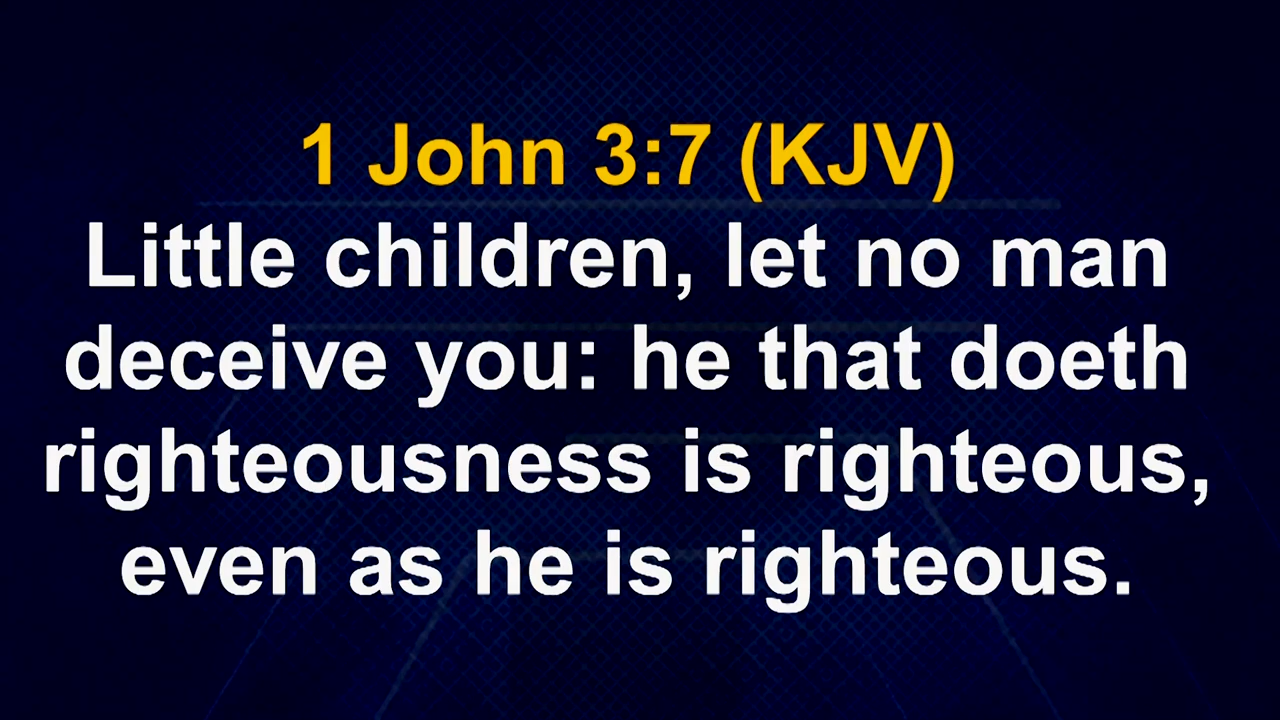 1 John 3:7 (KJV)
Little children, let no man
deceive you: he that doeth
righteousness is righteous,
even as he is righteous.